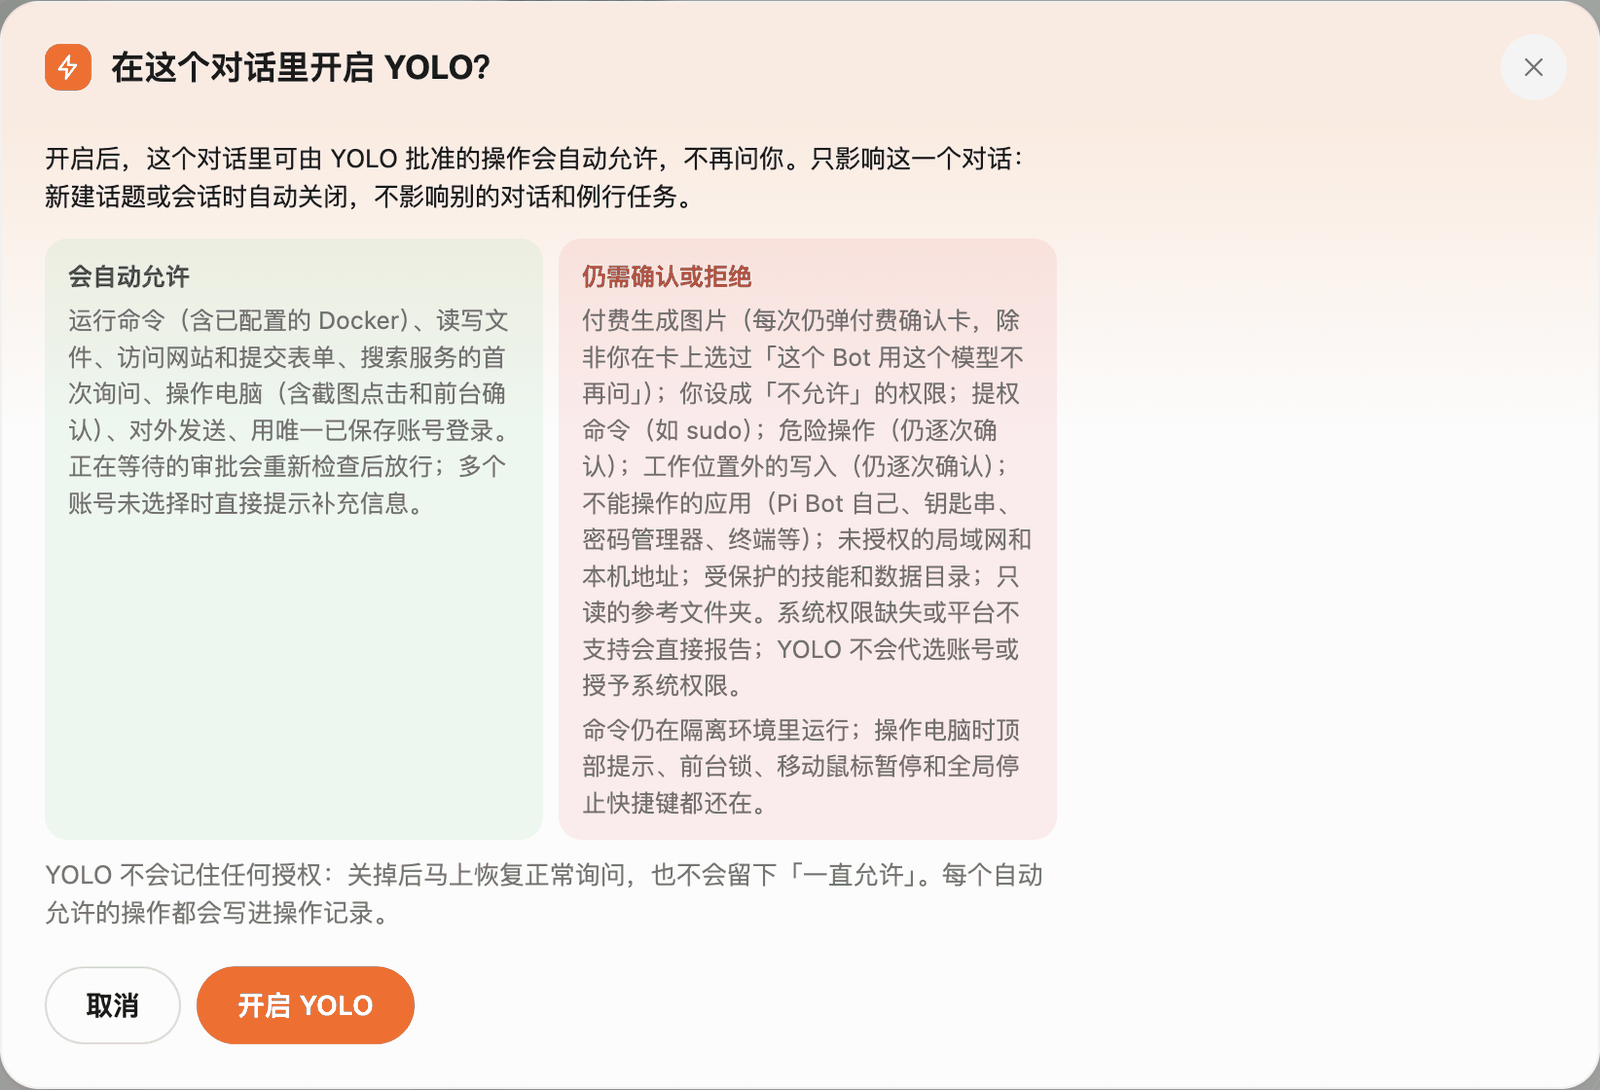 在这个对话里开启 YOLO?
开启后，这个对话里可由 YOLO 批准的操作会自动允许，不再问你。只影响这一个对话：
新建话题或会话时自动关闭，不影响别的对话和例行任务。
会自动允许
运行命令（含已配置的 Docker）、读写文
件、访问网站和提交表单、搜索服务的首
次询问、操作电脑（含截图点击和前台确
认）、对外发送、用唯一已保存账号登录。
正在等待的审批会重新检查后放行；多个
账号未选择时直接提示补充信息。
仍需确认或拒绝
付费生成图片（每次仍弹付费确认卡，除
非你在卡上选过「这个 Bot 用这个模型不
再问」）；你设成「不允许」的权限；提权
命令（如 sudo）；危险操作（仍逐次确
认）；工作位置外的写入（仍逐次确认）；
不能操作的应用（Pi Bot 自己、钥匙串、
密码管理器、终端等）；未授权的局域网和
本机地址；受保护的技能和数据目录；只
读的参考文件夹。系统权限缺失或平台不
支持会直接报告；YOLO 不会代选账号或
授予系统权限。
命令仍在隔离环境里运行；操作电脑时顶
部提示、前台锁、移动鼠标暂停和全局停
止快捷键都还在。
YOLO 不会记住任何授权：关掉后马上恢复正常询问，也不会留下「一直允许」。每个自动
允许的操作都会写进操作记录。
取消
开启 YOLO